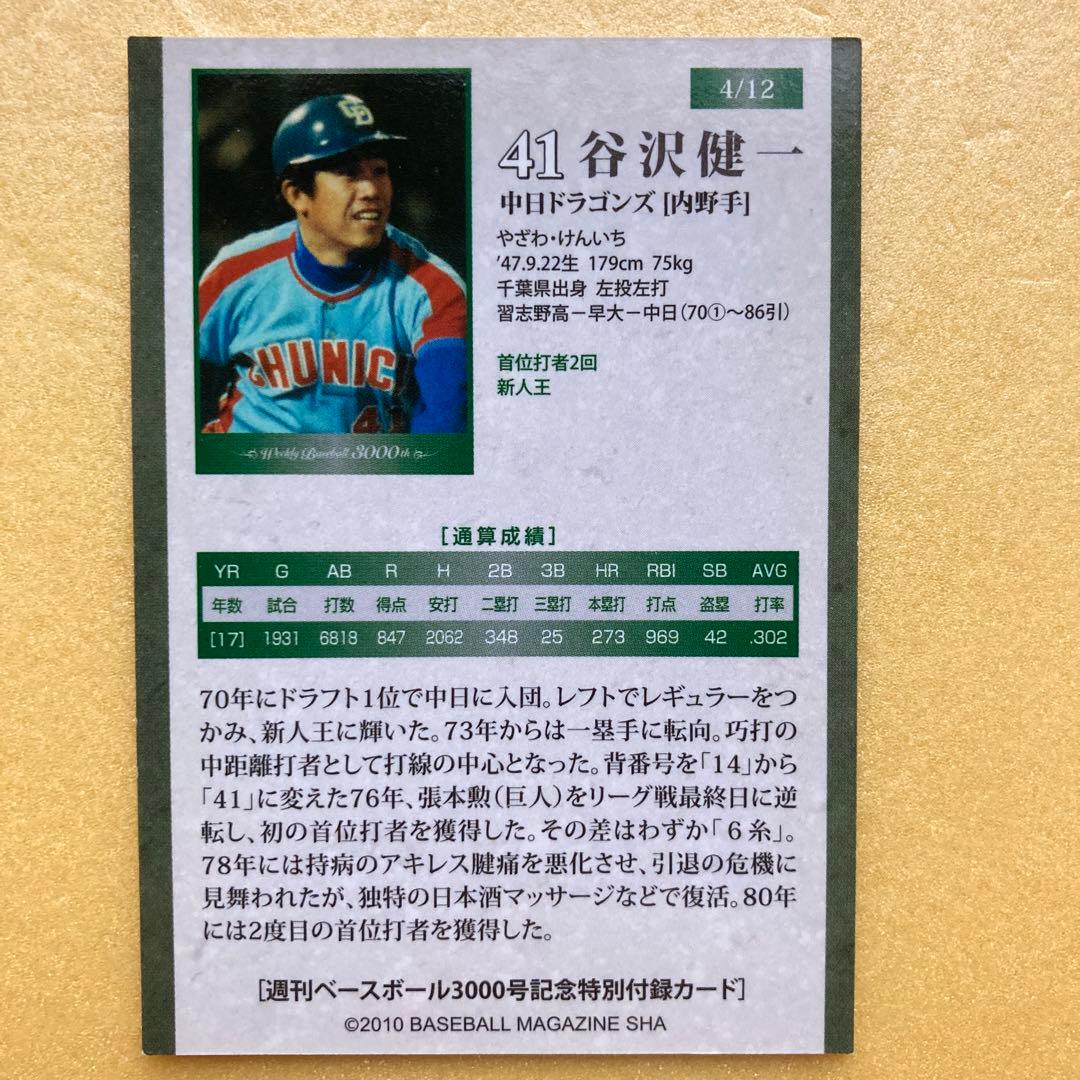 4/12
41 谷沢健一
中日ドラゴンズ [内野手]
やざわ・けんいち
'47.9.22生 179cm 75kg
千葉県出身 左投左打
習志野高－早大－中日(70①～86引)
首位打者2回
新人王
CD
CHUNIC
41
Weekly Baseball 3000th
[通算成績]
YR G AB R H 2B 3B HR RBI SB AVG
年数 試合 打数 得点 安打 二塁打 三塁打 本塁打 打点 盗塁 打率
[17] 1931 6818 847 2062 348 25 273 969 42 .302
70年にドラフト1位で中日に入団。レフトでレギュラーをつ
かみ、新人王に輝いた。73年からは一塁手に転向。巧打の
中距離打者として打線の中心となった。背番号を「14」から
「41」に変えた76年、張本勲(巨人)をリーグ戦最終日に逆
転し、初の首位打者を獲得した。その差はわずか「６糸」。
78年には持病のアキレス腱痛を悪化させ、引退の危機に
見舞われたが、独特の日本酒マッサージなどで復活。80年
には2度目の首位打者を獲得した。
[週刊ベースボール3000号記念特別付録カード]
©2010 BASEBALL MAGAZINE SHA